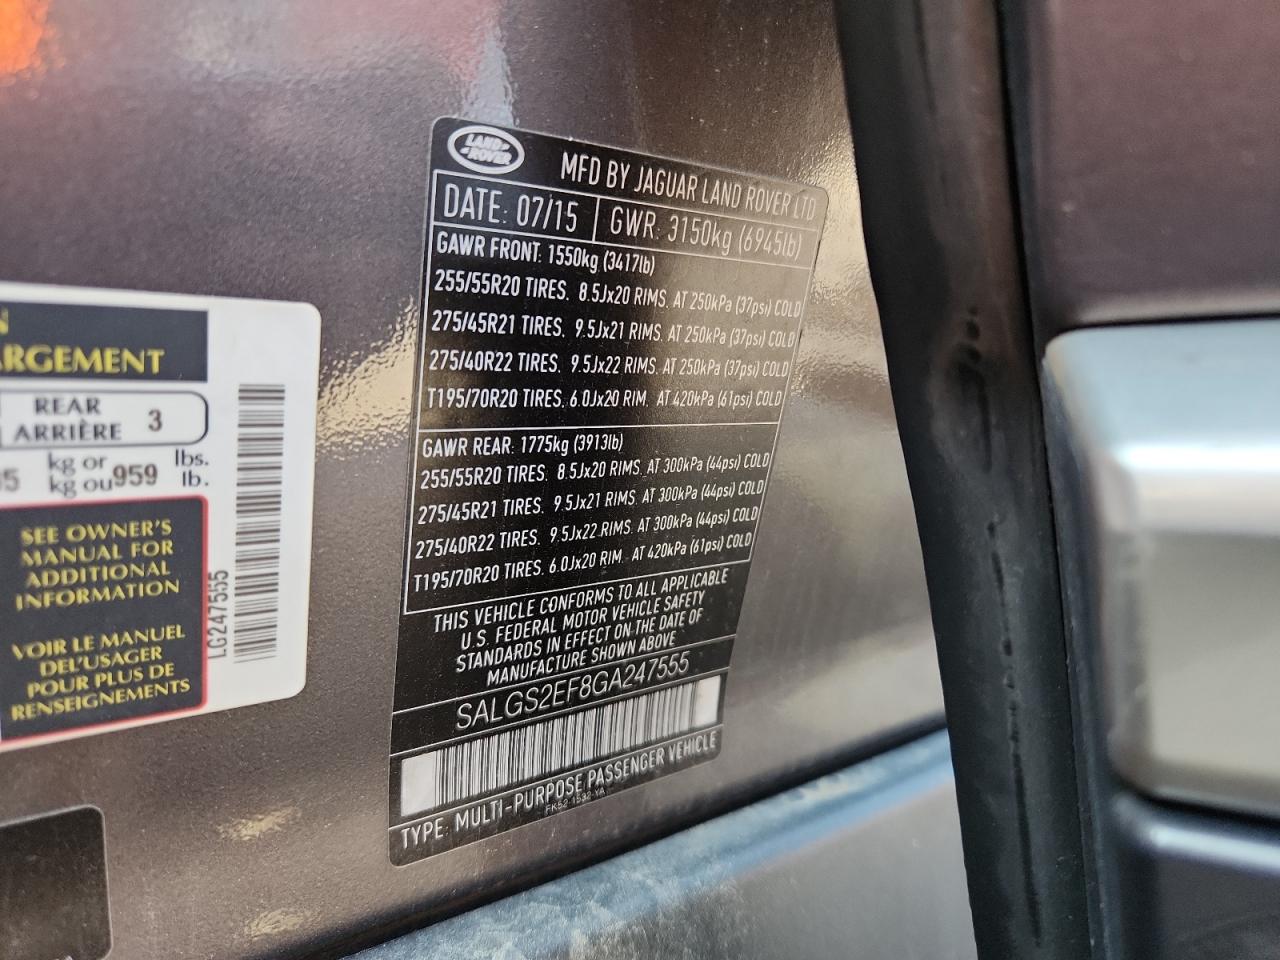 N
ARGEMENT
REAR
ARRIÈRE 3
5 kg or lbs.
kg ou 959 lb.
SEE OWNER'S
MANUAL FOR
ADDITIONAL
INFORMATION
VOIR LE MANUEL
DEL'USAGER
POUR PLUS DE
RENSEIGNEMENTS
LG247555
LAND
ROVER
MFD BY JAGUAR LAND ROVER LTD
DATE: 07/15 GWR: 3150kg (6945lb)
GAWR FRONT: 1550kg (3417lb)
255/55R20 TIRES. 8.5Jx20 RIMS. AT 250kPa (37psi) COLD
275/45R21 TIRES. 9.5Jx21 RIMS. AT 250kPa (37psi) COLD
275/40R22 TIRES. 9.5Jx22 RIMS. AT 250kPa (37psi) COLD
T195/70R20 TIRES. 6.0Jx20 RIM. AT 420kPa (61psi) COLD
GAWR REAR: 1775kg (3913lb)
255/55R20 TIRES. 8.5Jx20 RIMS. AT 300kPa (44psi) COLD
275/45R21 TIRES. 9.5Jx21 RIMS. AT 300kPa (44psi) COLD
275/40R22 TIRES. 9.5Jx22 RIMS. AT 300kPa (44psi) COLD
T195/70R20 TIRES. 6.0Jx20 RIM. AT 420kPa (61psi) COLD
THIS VEHICLE CONFORMS TO ALL APPLICABLE
U.S. FEDERAL MOTOR VEHICLE SAFETY
STANDARDS IN EFFECT ON THE DATE OF
MANUFACTURE SHOWN ABOVE
SALGS2EF8GA247555
TYPE: MULTI-PURPOSE PASSENGER VEHICLE
FK52-1532-YA